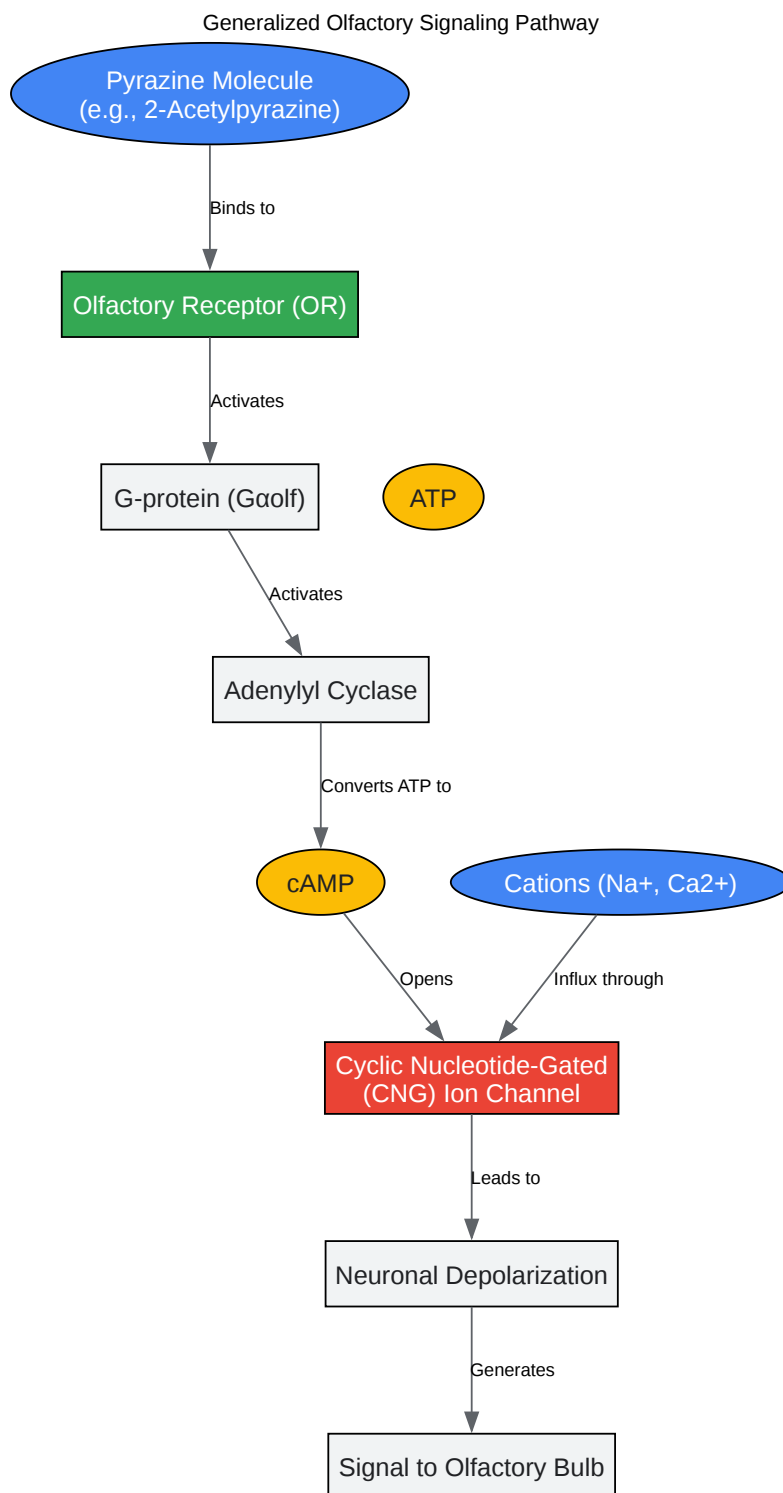 Generalized Olfactory Signaling Pathway
Pyrazine Molecule
(e.g., 2-Acetylpyrazine)
Binds to
Olfactory Receptor (OR)
Activates
G-protein (Gαolf)
ATP
Activates
Adenylyl Cyclase
Converts ATP to
cAMP
Cations (Na+, Ca2+)
Opens
Influx through
Cyclic Nucleotide-Gated
(CNG) Ion Channel
Leads to
Neuronal Depolarization
Generates
Signal to Olfactory Bulb